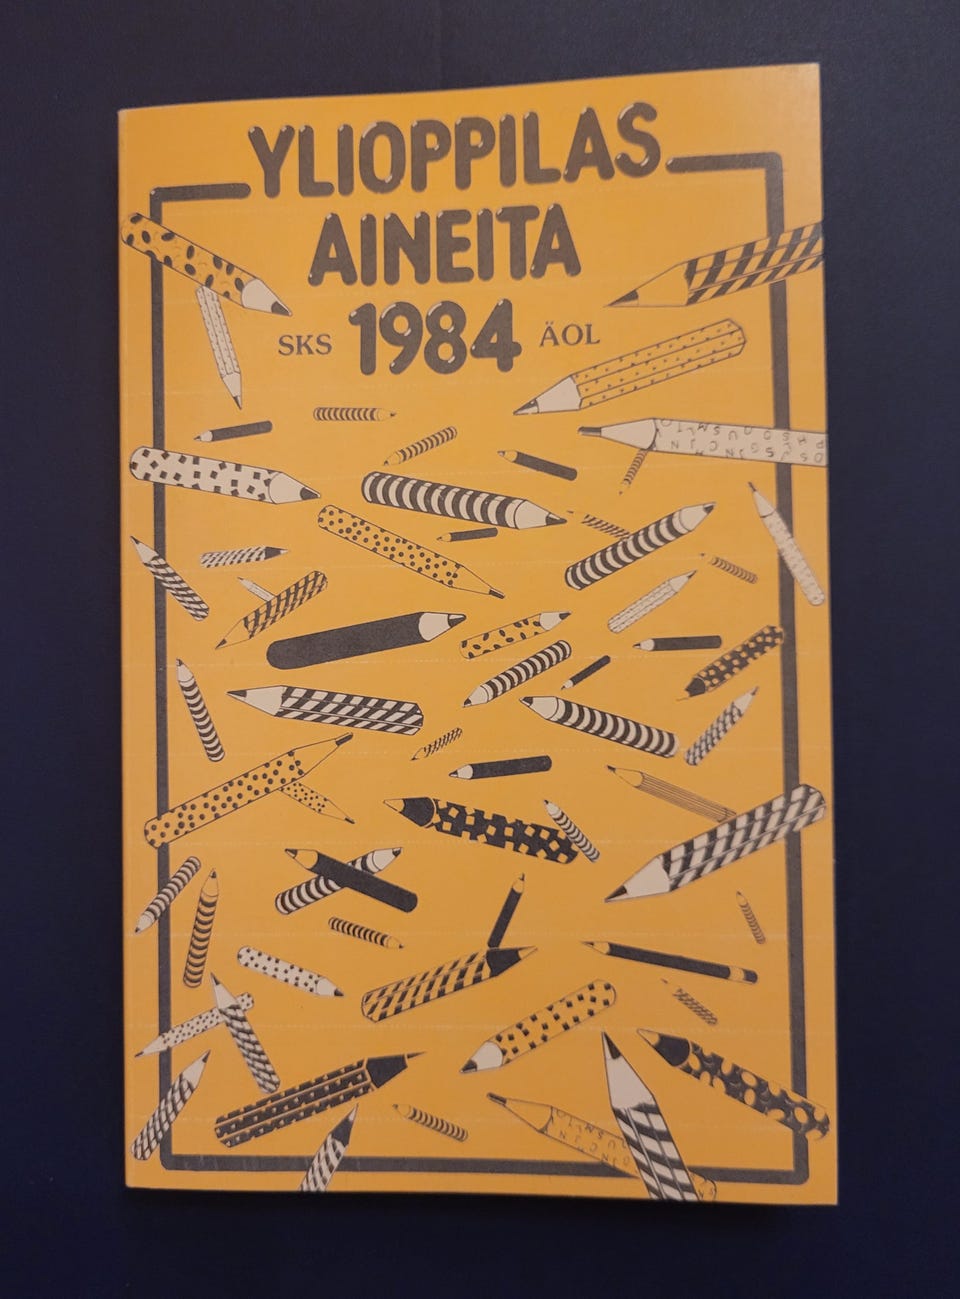 YLIOPPILAS
AINEITA
SKS 1984 ÄOL